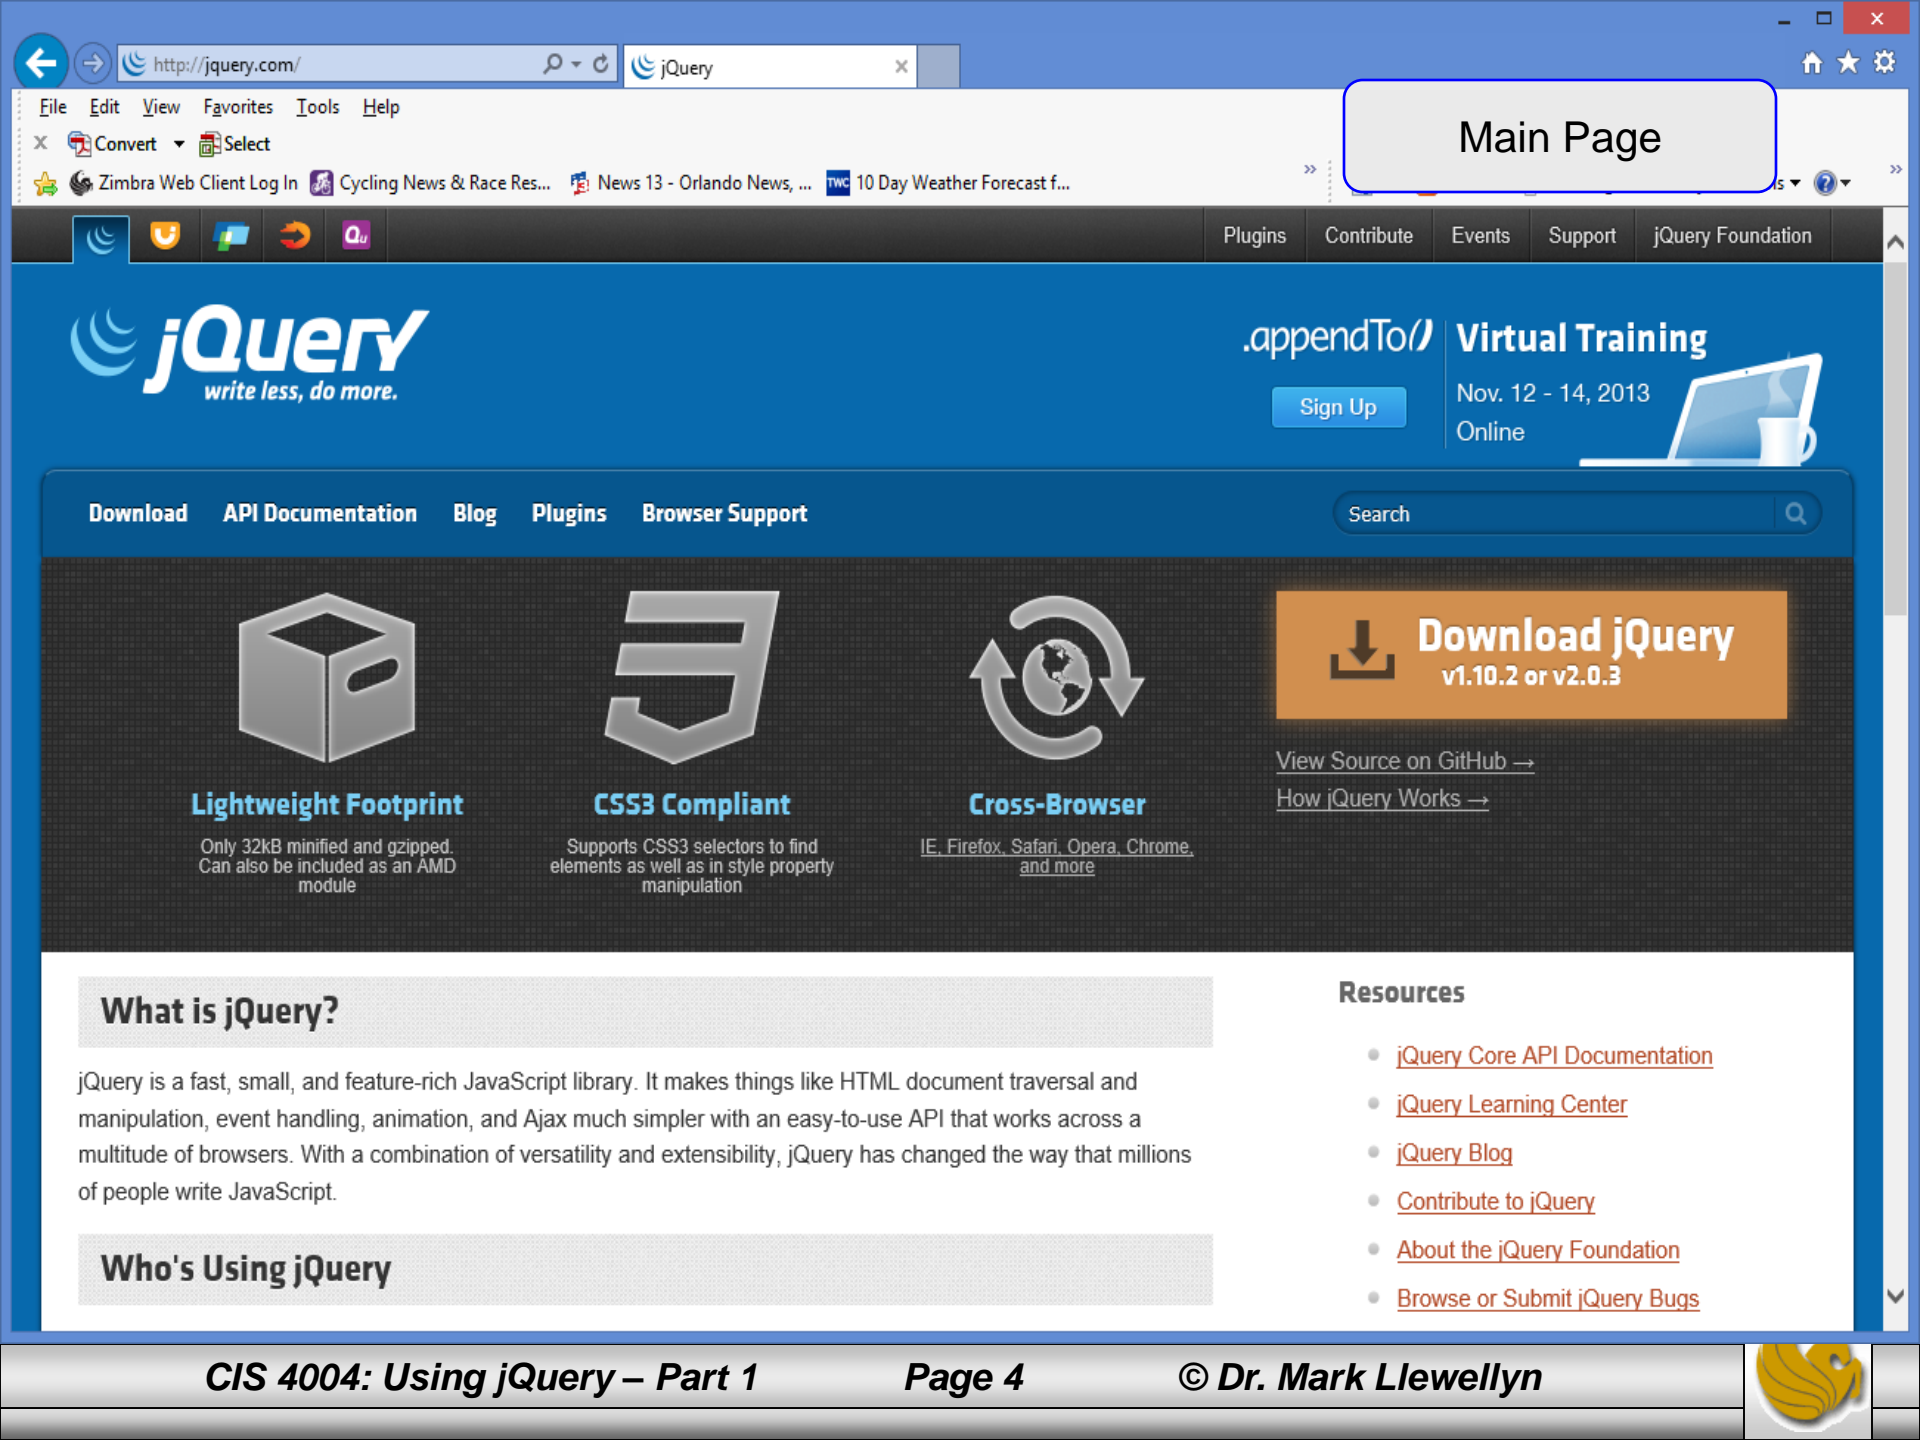 http://jquery.com/
jQuery
File Edit View Favorites Tools Help
Main Page
Convert Select
Zimbra Web Client Log In Cycling News & Race Res... News 13 - Orlando News, ... TWC 10 Day Weather Forecast f...
Plugins Contribute Events Support jQuery Foundation
jQuery
write less, do more.
.appendTo()
Sign Up
Virtual Training
Nov. 12 - 14, 2013
Online
Download API Documentation Blog Plugins Browser Support
Search
Lightweight Footprint
Only 32kB minified and gzipped.
Can also be included as an AMD
module
CSS3 Compliant
Supports CSS3 selectors to find
elements as well as in style property
manipulation
Cross-Browser
IE, Firefox, Safari, Opera, Chrome,
and more
Download jQuery
v1.10.2 or v2.0.3
View Source on GitHub →
How jQuery Works →
What is jQuery?
jQuery is a fast, small, and feature-rich JavaScript library. It makes things like HTML document traversal and
manipulation, event handling, animation, and Ajax much simpler with an easy-to-use API that works across a
multitude of browsers. With a combination of versatility and extensibility, jQuery has changed the way that millions
of people write JavaScript.
Who's Using jQuery
Resources
jQuery Core API Documentation
jQuery Learning Center
jQuery Blog
Contribute to jQuery
About the jQuery Foundation
Browse or Submit jQuery Bugs
CIS 4004: Using jQuery – Part 1 Page 4 © Dr. Mark Llewellyn